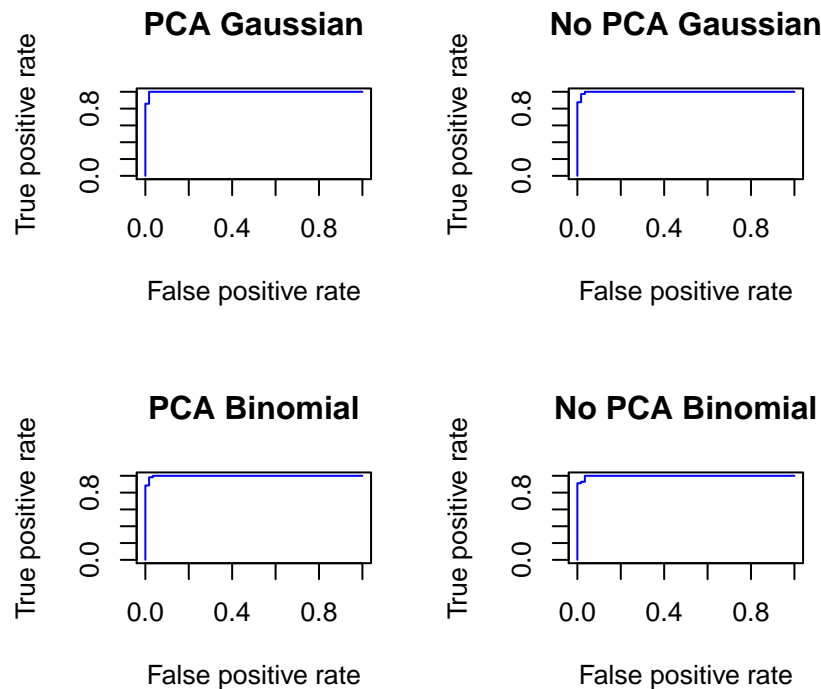 PCA Gaussian
True positive rate
0.0 0.8
0.0 0.4 0.8
False positive rate
No PCA Gaussian
True positive rate
0.0 0.8
0.0 0.4 0.8
False positive rate
PCA Binomial
True positive rate
0.0 0.8
0.0 0.4 0.8
False positive rate
No PCA Binomial
True positive rate
0.0 0.8
0.0 0.4 0.8
False positive rate